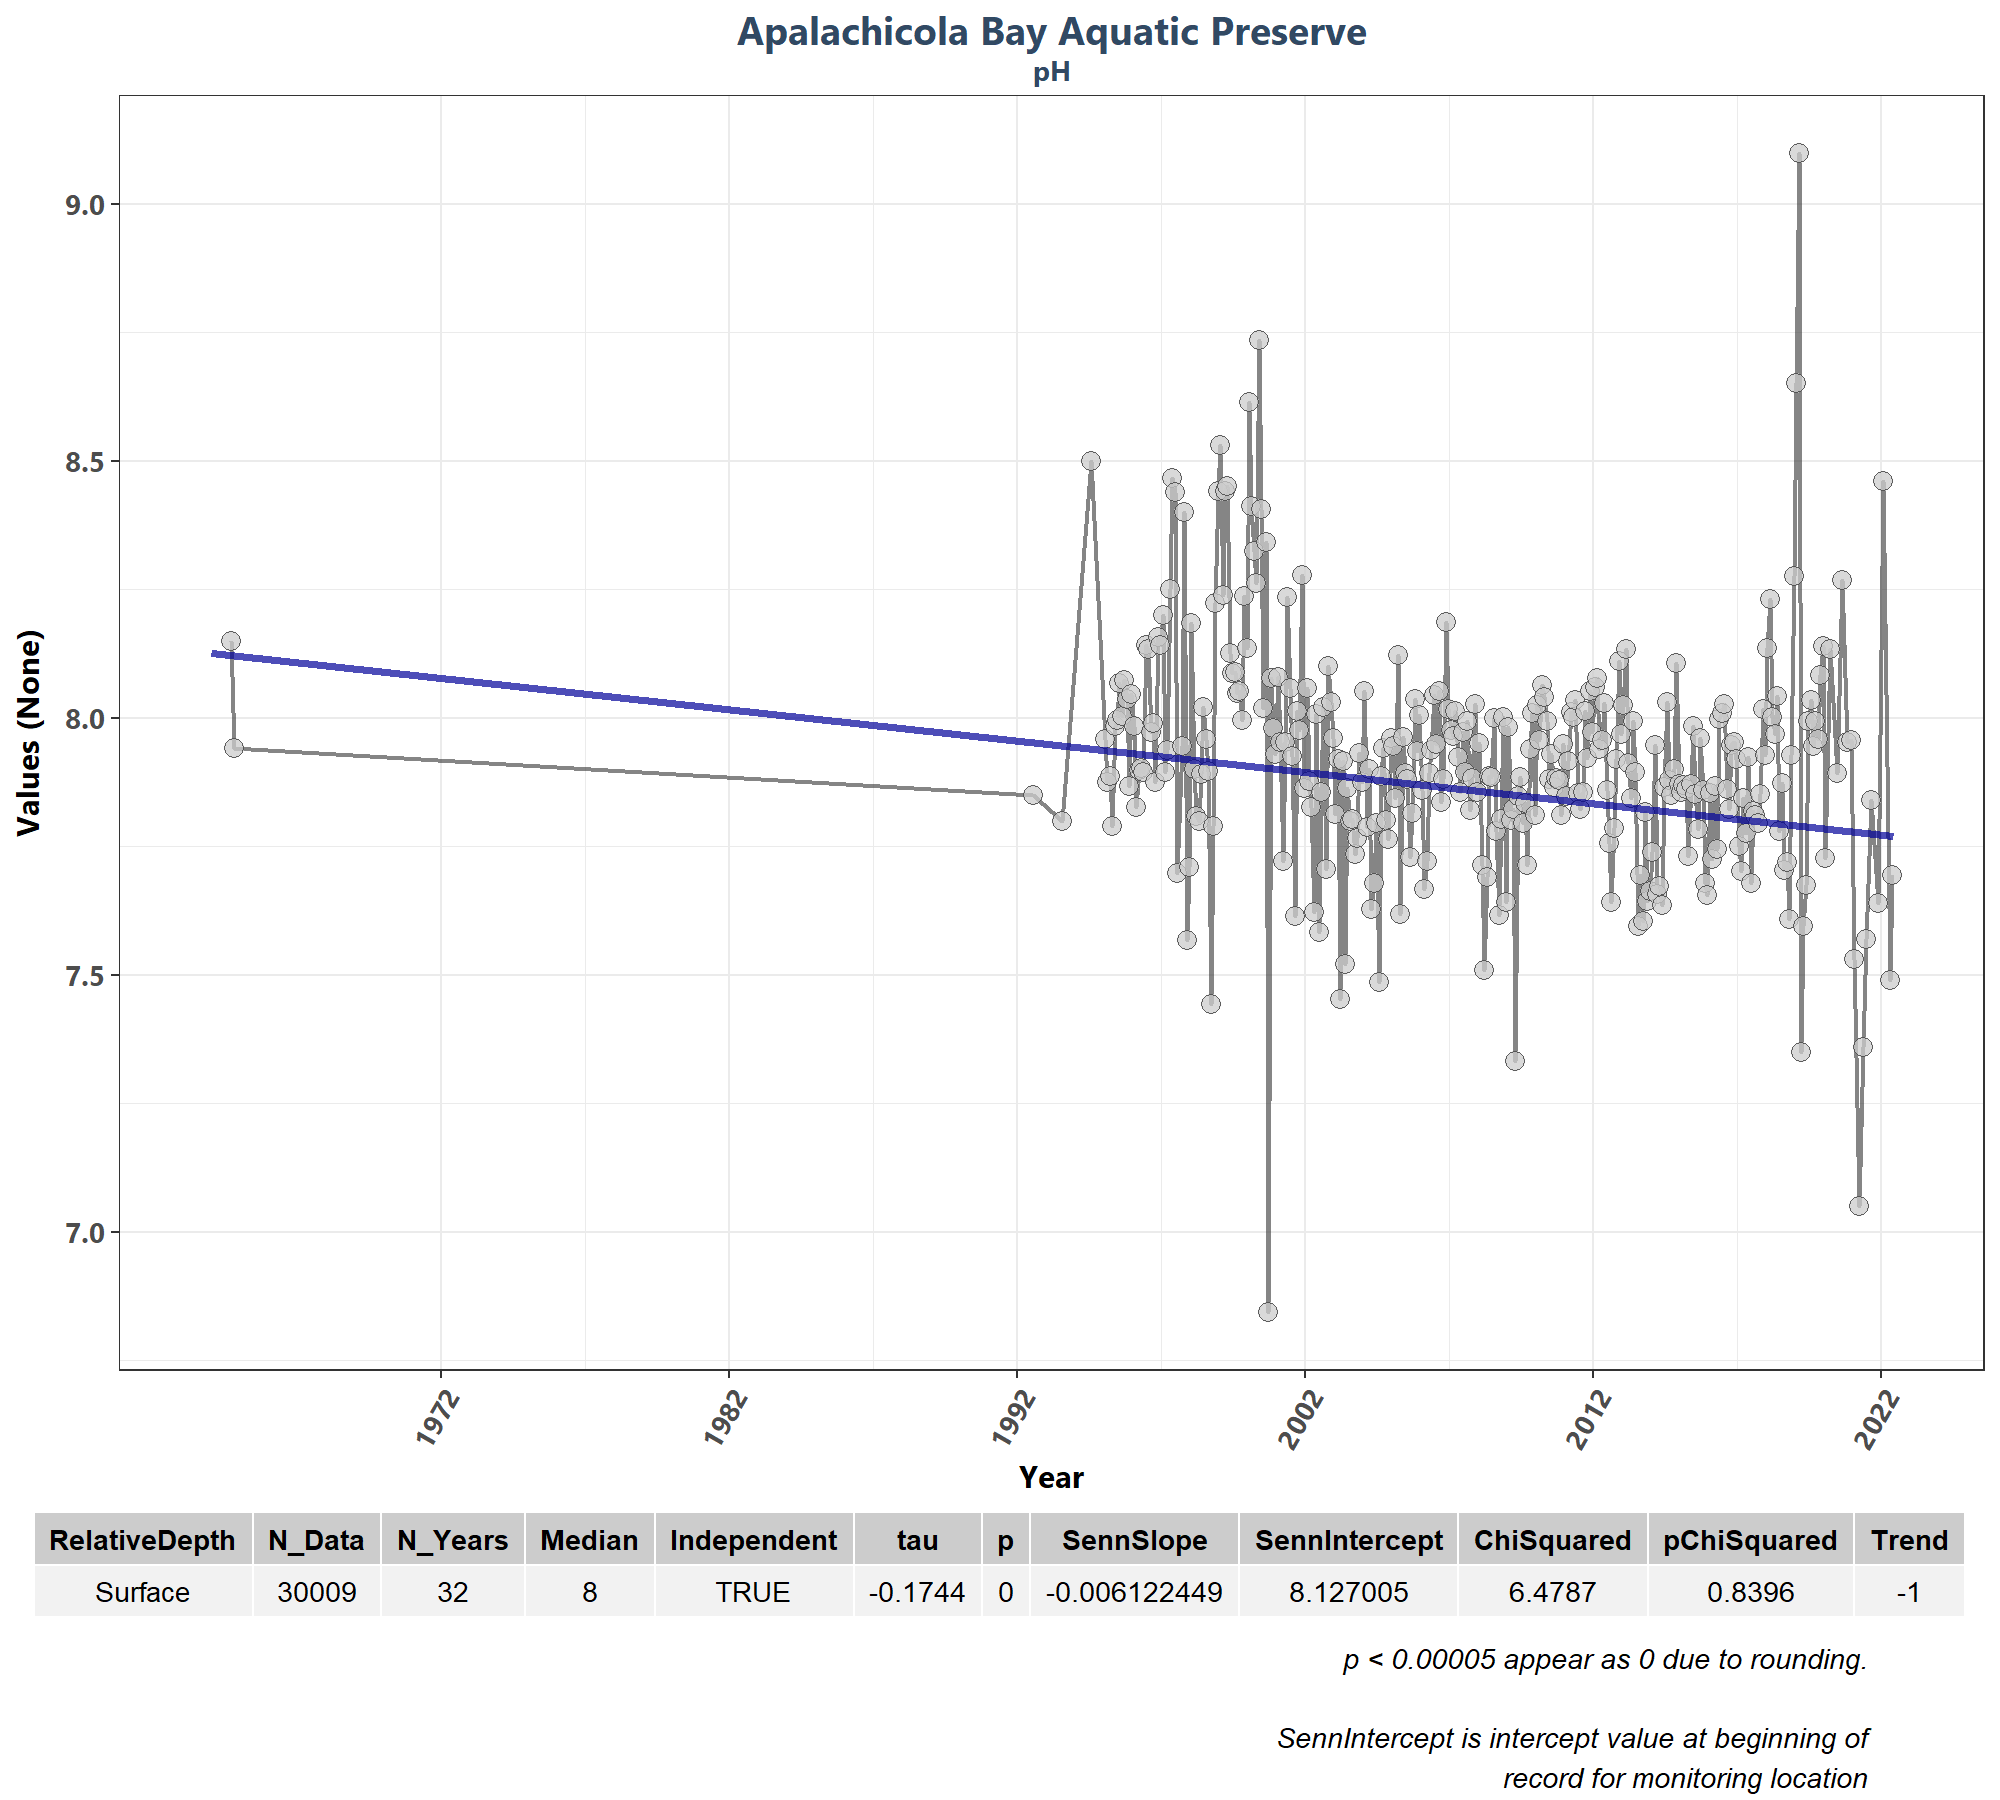 Apalachicola Bay Aquatic Preserve
pH
Values (None)
9.0
8.5
8.0
7.5
7.0
1972 1982 1992 2002 2012 2022
Year
RelativeDepth N_Data N_Years Median Independent tau p SennSlope SennIntercept ChiSquared pChiSquared Trend
Surface 30009 32 8 TRUE -0.1744 0 -0.006122449 8.127005 6.4787 0.8396 -1
p < 0.00005 appear as 0 due to rounding.
SennIntercept is intercept value at beginning of
record for monitoring location